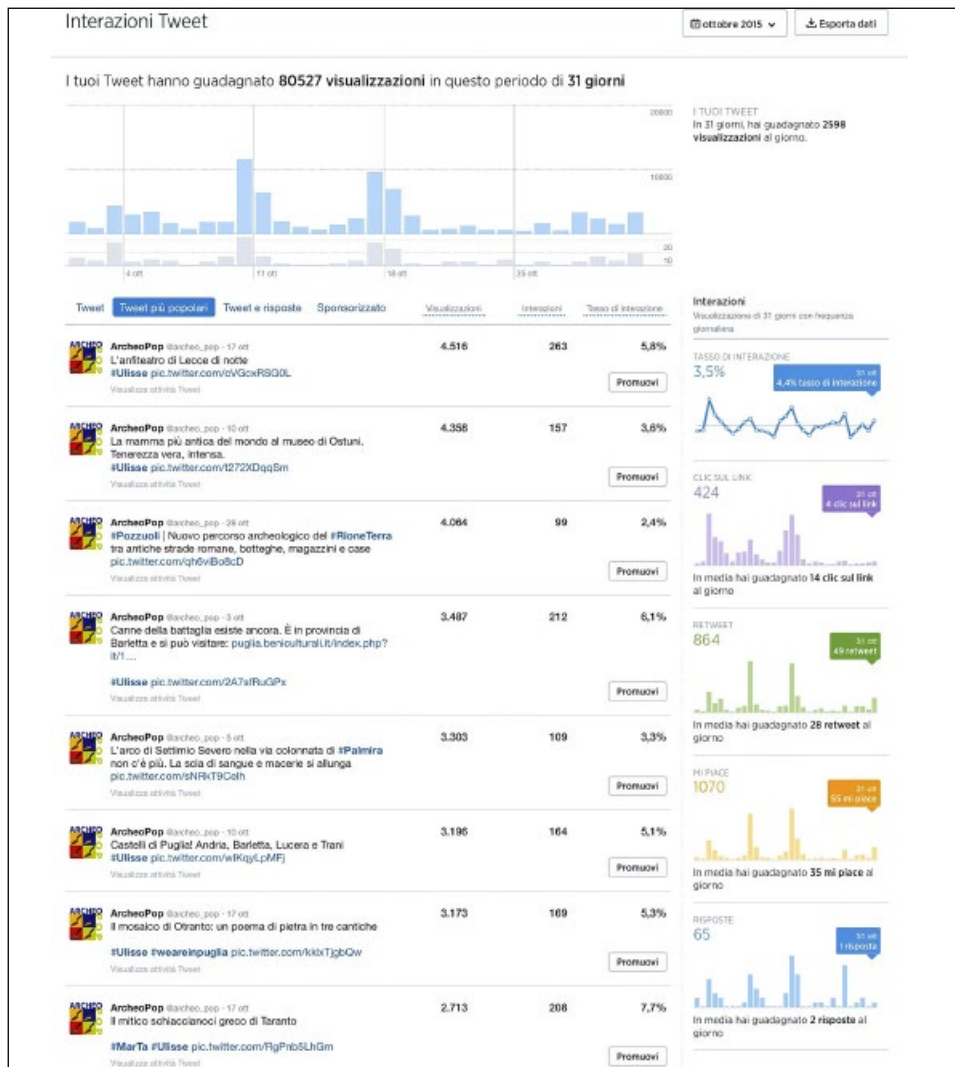 Interazioni Tweet
ottobre 2015
Esporta dati
I tuoi Tweet hanno guadagnato 80527 visualizzazioni in questo periodo di 31 giorni
20000
10000
20
10
4 ott
11 ott
18 ott
25 ott
I TUOI TWEET
In 31 giorni, hai guadagnato 2598
visualizzazioni al giorno.
Tweet Tweet più popolari Tweet e risposte Sponsorizzato Visualizzazioni Interazioni Tasso di interazione
ArcheoPop @archeo_pop · 17 ott 4.516 263 5,8%
L'anfiteatro di Lecce di notte
#Ulisse
Visualizza attività Tweet
Promuovi
ArcheoPop @archeo_pop · 10 ott 4.358 157 3,6%
La mamma più antica del mondo al museo di Ostuni.
Tenerezza vera, intensa.
#Ulisse pic.twitter.com/t272XDqqSm
Visualizza attività Tweet
Promuovi
ArcheoPop @archeo_pop · 28 ott 4.064 99 2,4%
#Pozzuoli | Nuovo percorso archeologico del #RioneTerra
tra antiche strade romane, botteghe, magazzini e case
pic.twitter.com/qh6viBo8cD
Visualizza attività Tweet
Promuovi
ArcheoPop @archeo_pop · 3 ott 3.487 212 6,1%
Canne della battaglia esiste ancora. È in provincia di
Barletta e si può visitare: puglia.beniculturali.it/index.php?
it/1…
#Ulisse pic.twitter.com/2A7sfRuGPx
Visualizza attività Tweet
Promuovi
ArcheoPop @archeo_pop · 5 ott 3.303 109 3,3%
L'arco di Settimio Severo nella via colonnata di #Palmira
non c'è più. La scia di sangue e macerie si allunga
Visualizza attività Tweet
Promuovi
ArcheoPop @archeo_pop · 10 ott 3.196 164 5,1%
Castelli di Puglia! Andria, Barletta, Lucera e Trani
#Ulisse
Visualizza attività Tweet
Promuovi
ArcheoPop @archeo_pop · 17 ott 3.173 169 5,3%
Il mosaico di Otranto: un poema di pietra in tre cantiche
#Ulisse #weareinpuglia
Visualizza attività Tweet
Promuovi
ArcheoPop @archeo_pop · 17 ott 2.713 208 7,7%
Il mitico schiaccianoci greco di Taranto
#MarTa #Ulisse pic.twitter.com/RgPnb5LhGm
Visualizza attività Tweet
Promuovi
Interazioni
Visualizzazione di 31 giorni con frequenza
giornaliera
TASSO DI INTERAZIONE
3,5%
31 ott
4,4% tasso di interazione
CLIC SUL LINK
424
31 ott
4 clic sul link
In media hai guadagnato 14 clic sul link
al giorno
RETWEET
864
31 ott
49 retweet
In media hai guadagnato 28 retweet al
giorno
MI PIACE
1070
31 ott
55 mi piace
In media hai guadagnato 35 mi piace al
giorno
RISPOSTE
65
31 ott
1 risposta
In media hai guadagnato 2 risposte al
giorno